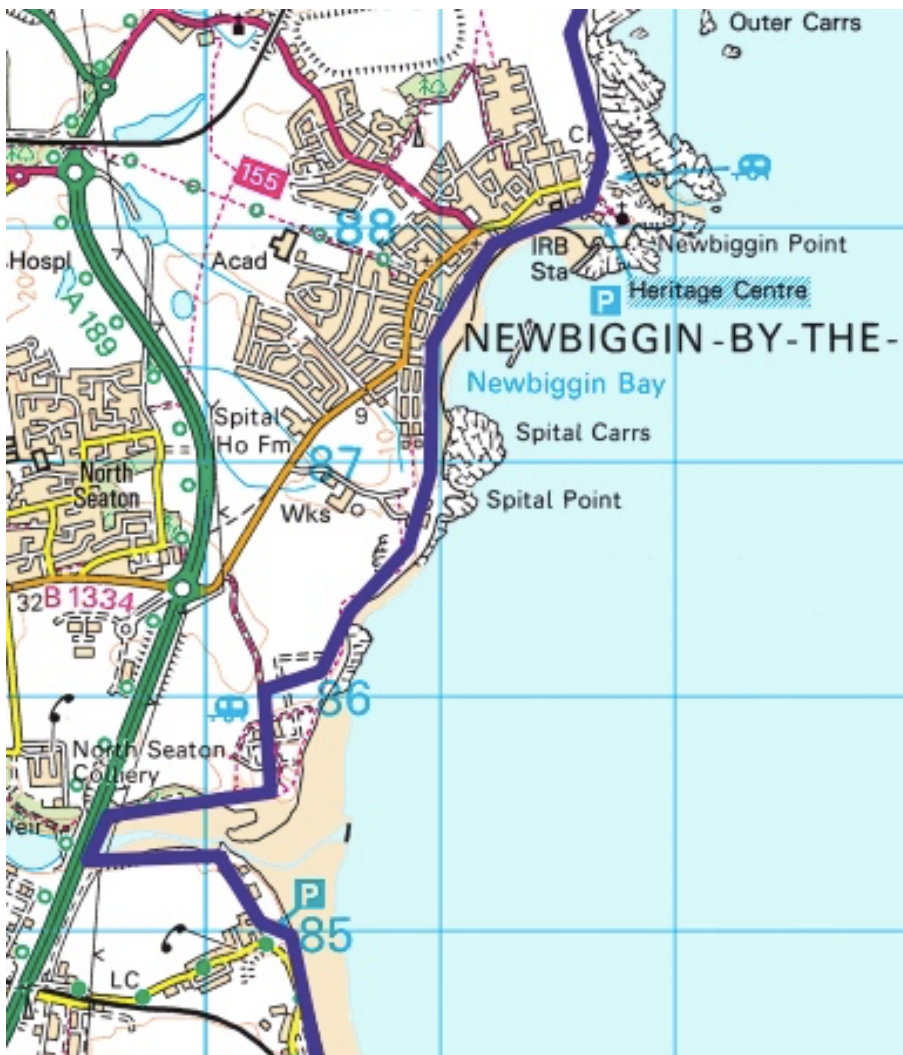 Outer Carrs
155
88
Newbiggin Point
Hospl
Acad
IRB
Sta
A 189
P
Heritage Centre
NEWBIGGIN-BY-THE-
Newbiggin Bay
Spital
Ho Fm
9
10
Spital Carrs
87
North
Seaton
Wks
Spital Point
32
B 1334
86
North Seaton
Colliery
P
85
LC